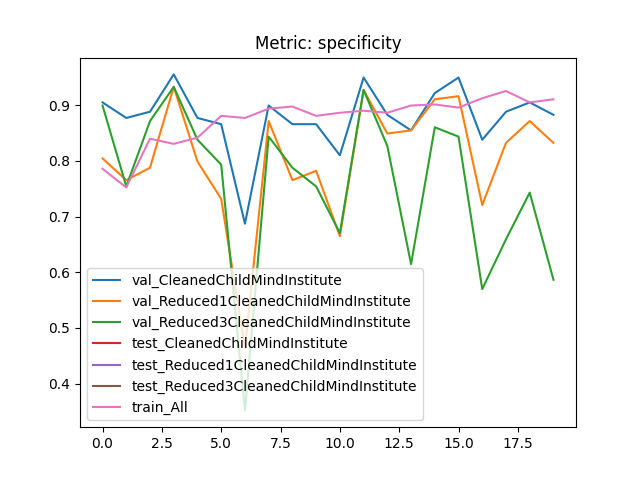 Metric: specificity
0.9
0.8
0.7
0.6
0.5
0.4
val_CleanedChildMindInstitute
val_Reduced1CleanedChildMindInstitute
val_Reduced3CleanedChildMindInstitute
test_CleanedChildMindInstitute
test_Reduced1CleanedChildMindInstitute
test_Reduced3CleanedChildMindInstitute
train_All
0.0 2.5 5.0 7.5 10.0 12.5 15.0 17.5